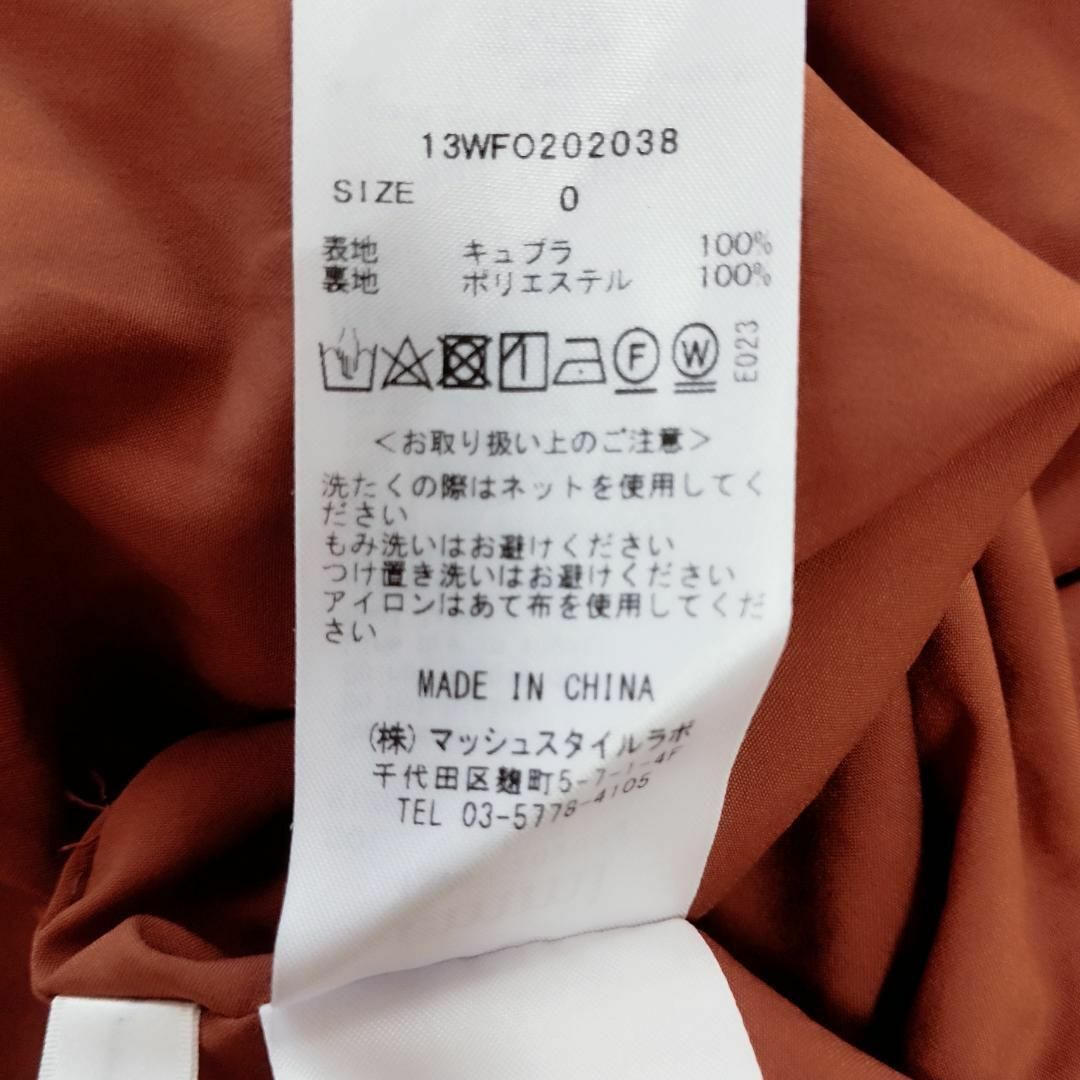 13WFO202038
SIZE 0
表地 キュプラ 100%
裏地 ポリエステル 100%
F W E023
＜お取り扱い上のご注意＞
洗たくの際はネットを使用してく
ださい
もみ洗いはお避けください
つけ置き洗いはお避けください
アイロンはあて布を使用してくだ
さい
MADE IN CHINA
(株)マッシュスタイルラボ
千代田区麹町5-7-1-4F
TEL 03-5778-4105